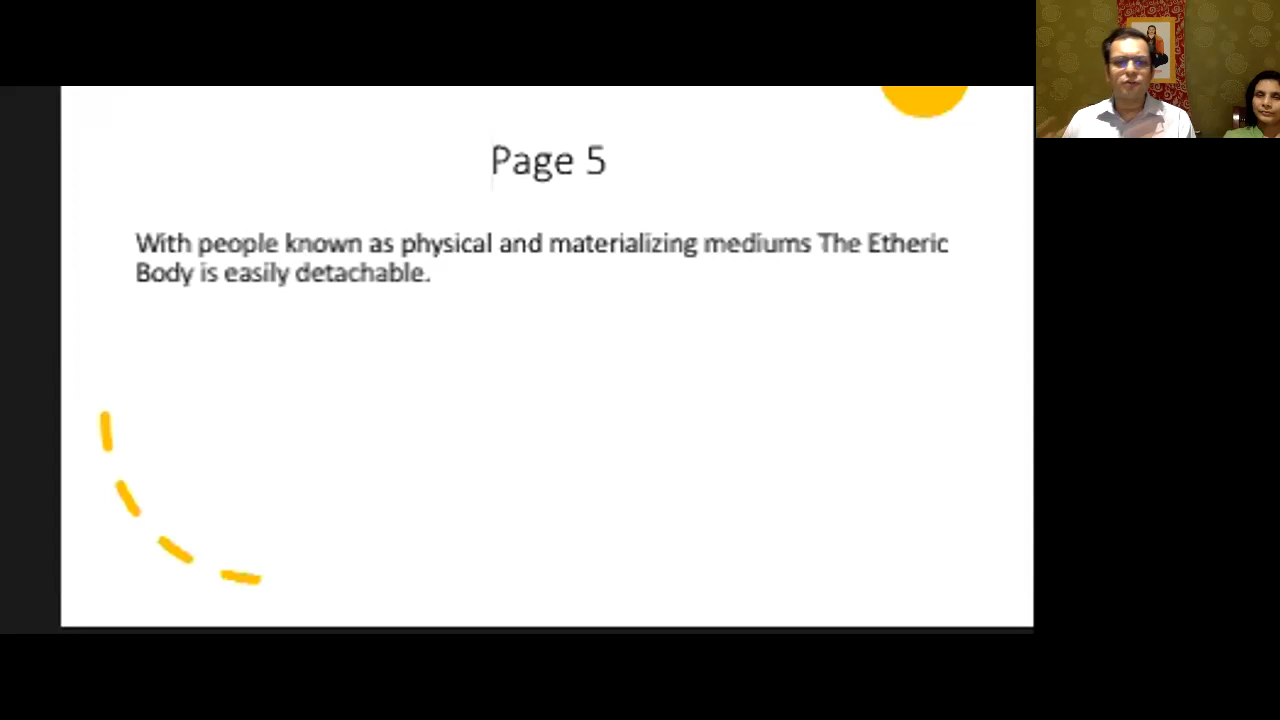 Page 5
With people known as physical and materializing mediums The Etheric
Body is easily detachable.